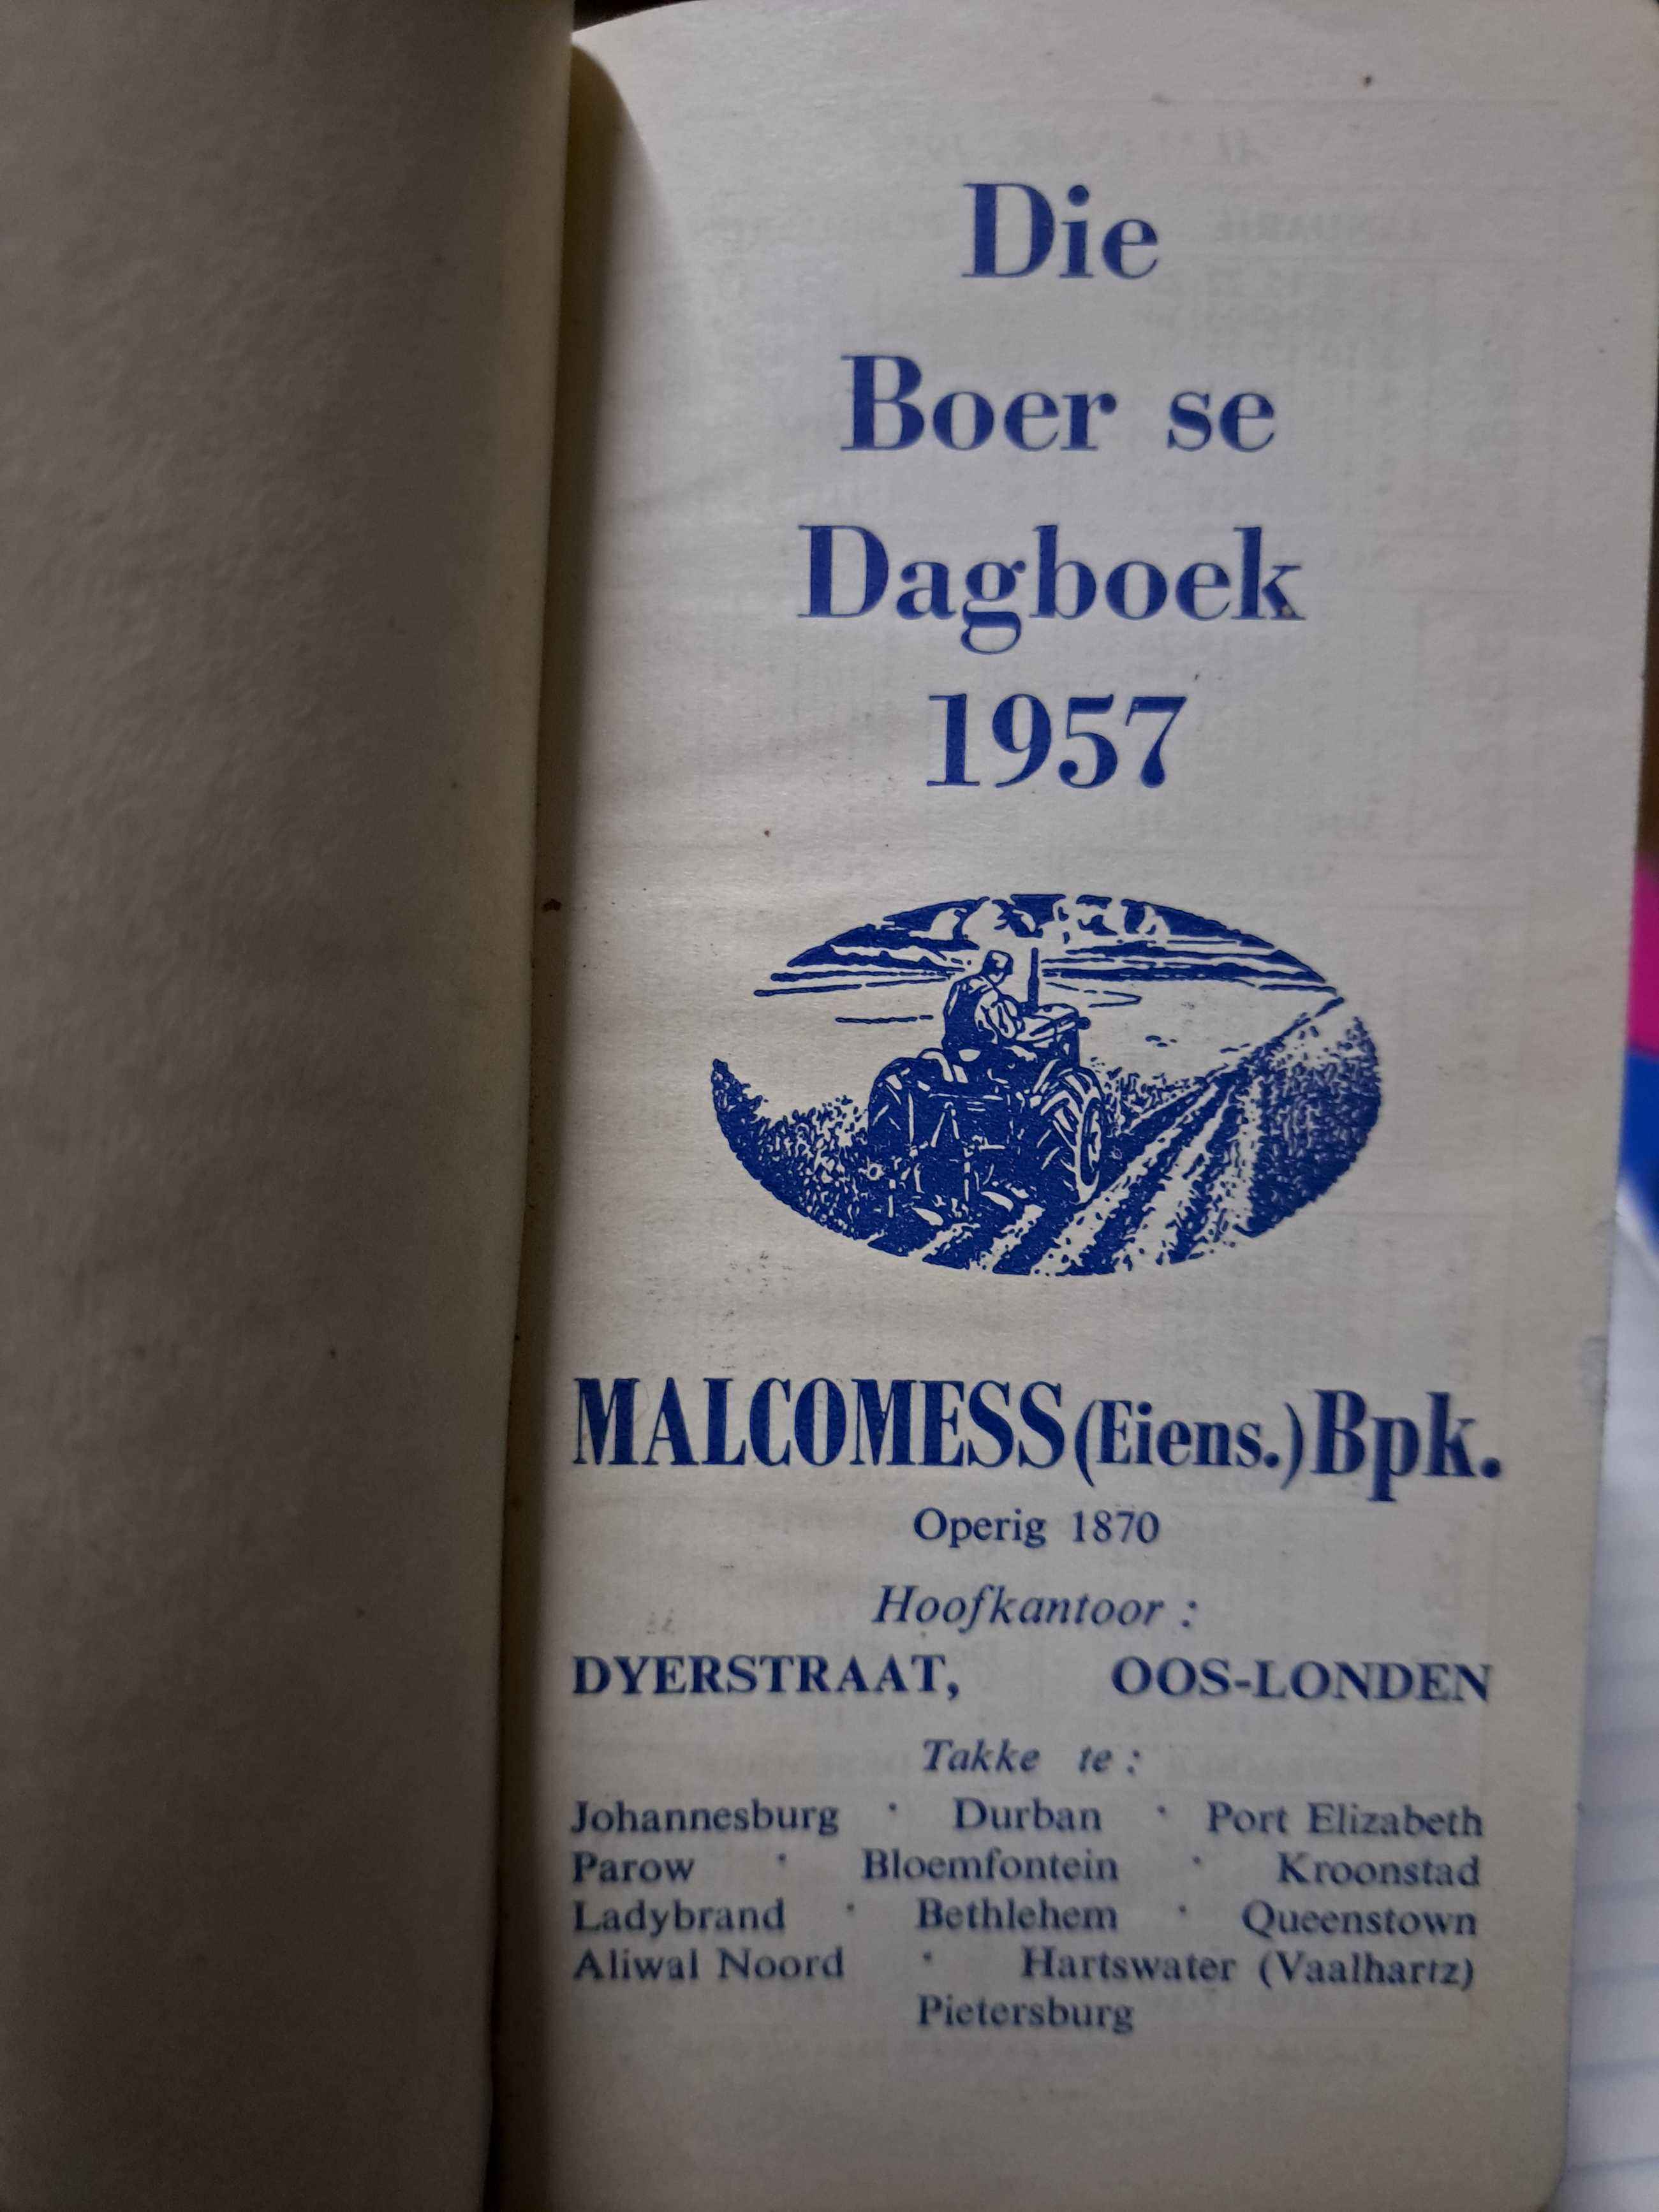 Die
Boer se
Dagboek
1957
MALCOMESS (Eiens.) Bpk.
Operig 1870
Hoofkantoor :
DYERSTRAAT, OOS-LONDEN
Takke te :
Johannesburg · Durban · Port Elizabeth
Parow · Bloemfontein · Kroonstad
Ladybrand · Bethlehem · Queenstown
Aliwal Noord · Hartswater (Vaalhartz)
Pietersburg